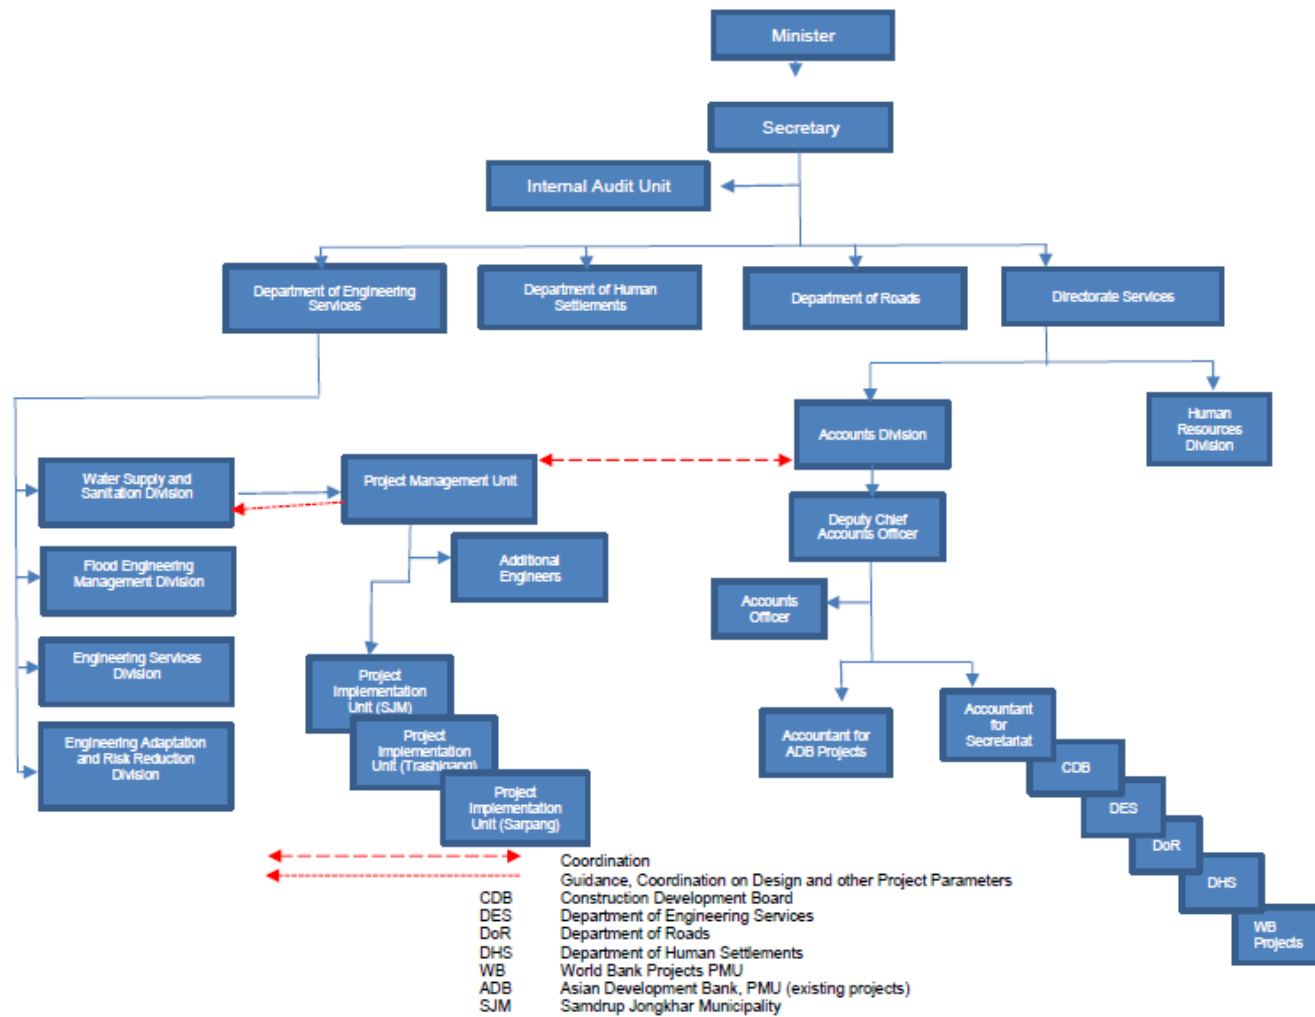 Minister
Secretary
Internal Audit Unit
Department of Engineering
Services
Department of Human
Settlements
Department of Roads
Directorate Services
Accounts Division
Human
Resources
Division
Water Supply and
Sanitation Division
Project Management Unit
Deputy Chief
Accounts Officer
Flood Engineering
Management Division
Additional
Engineers
Accounts
Officer
Engineering Services
Division
Project
Implementation
Unit (SJM)
Accountant for
ADB Projects
Accountant
for
Secretariat
Engineering Adaptation
and Risk Reduction
Division
Project
Implementation
Unit (Trashigang)
Project
Implementation
Unit (Sarpang)
CDB
DES
DoR
DHS
WB
Projects
Coordination
Guidance, Coordination on Design and other Project Parameters
CDB Construction Development Board
DES Department of Engineering Services
DoR Department of Roads
DHS Department of Human Settlements
WB World Bank Projects PMU
ADB Asian Development Bank, PMU (existing projects)
SJM Samdrup Jongkhar Municipality